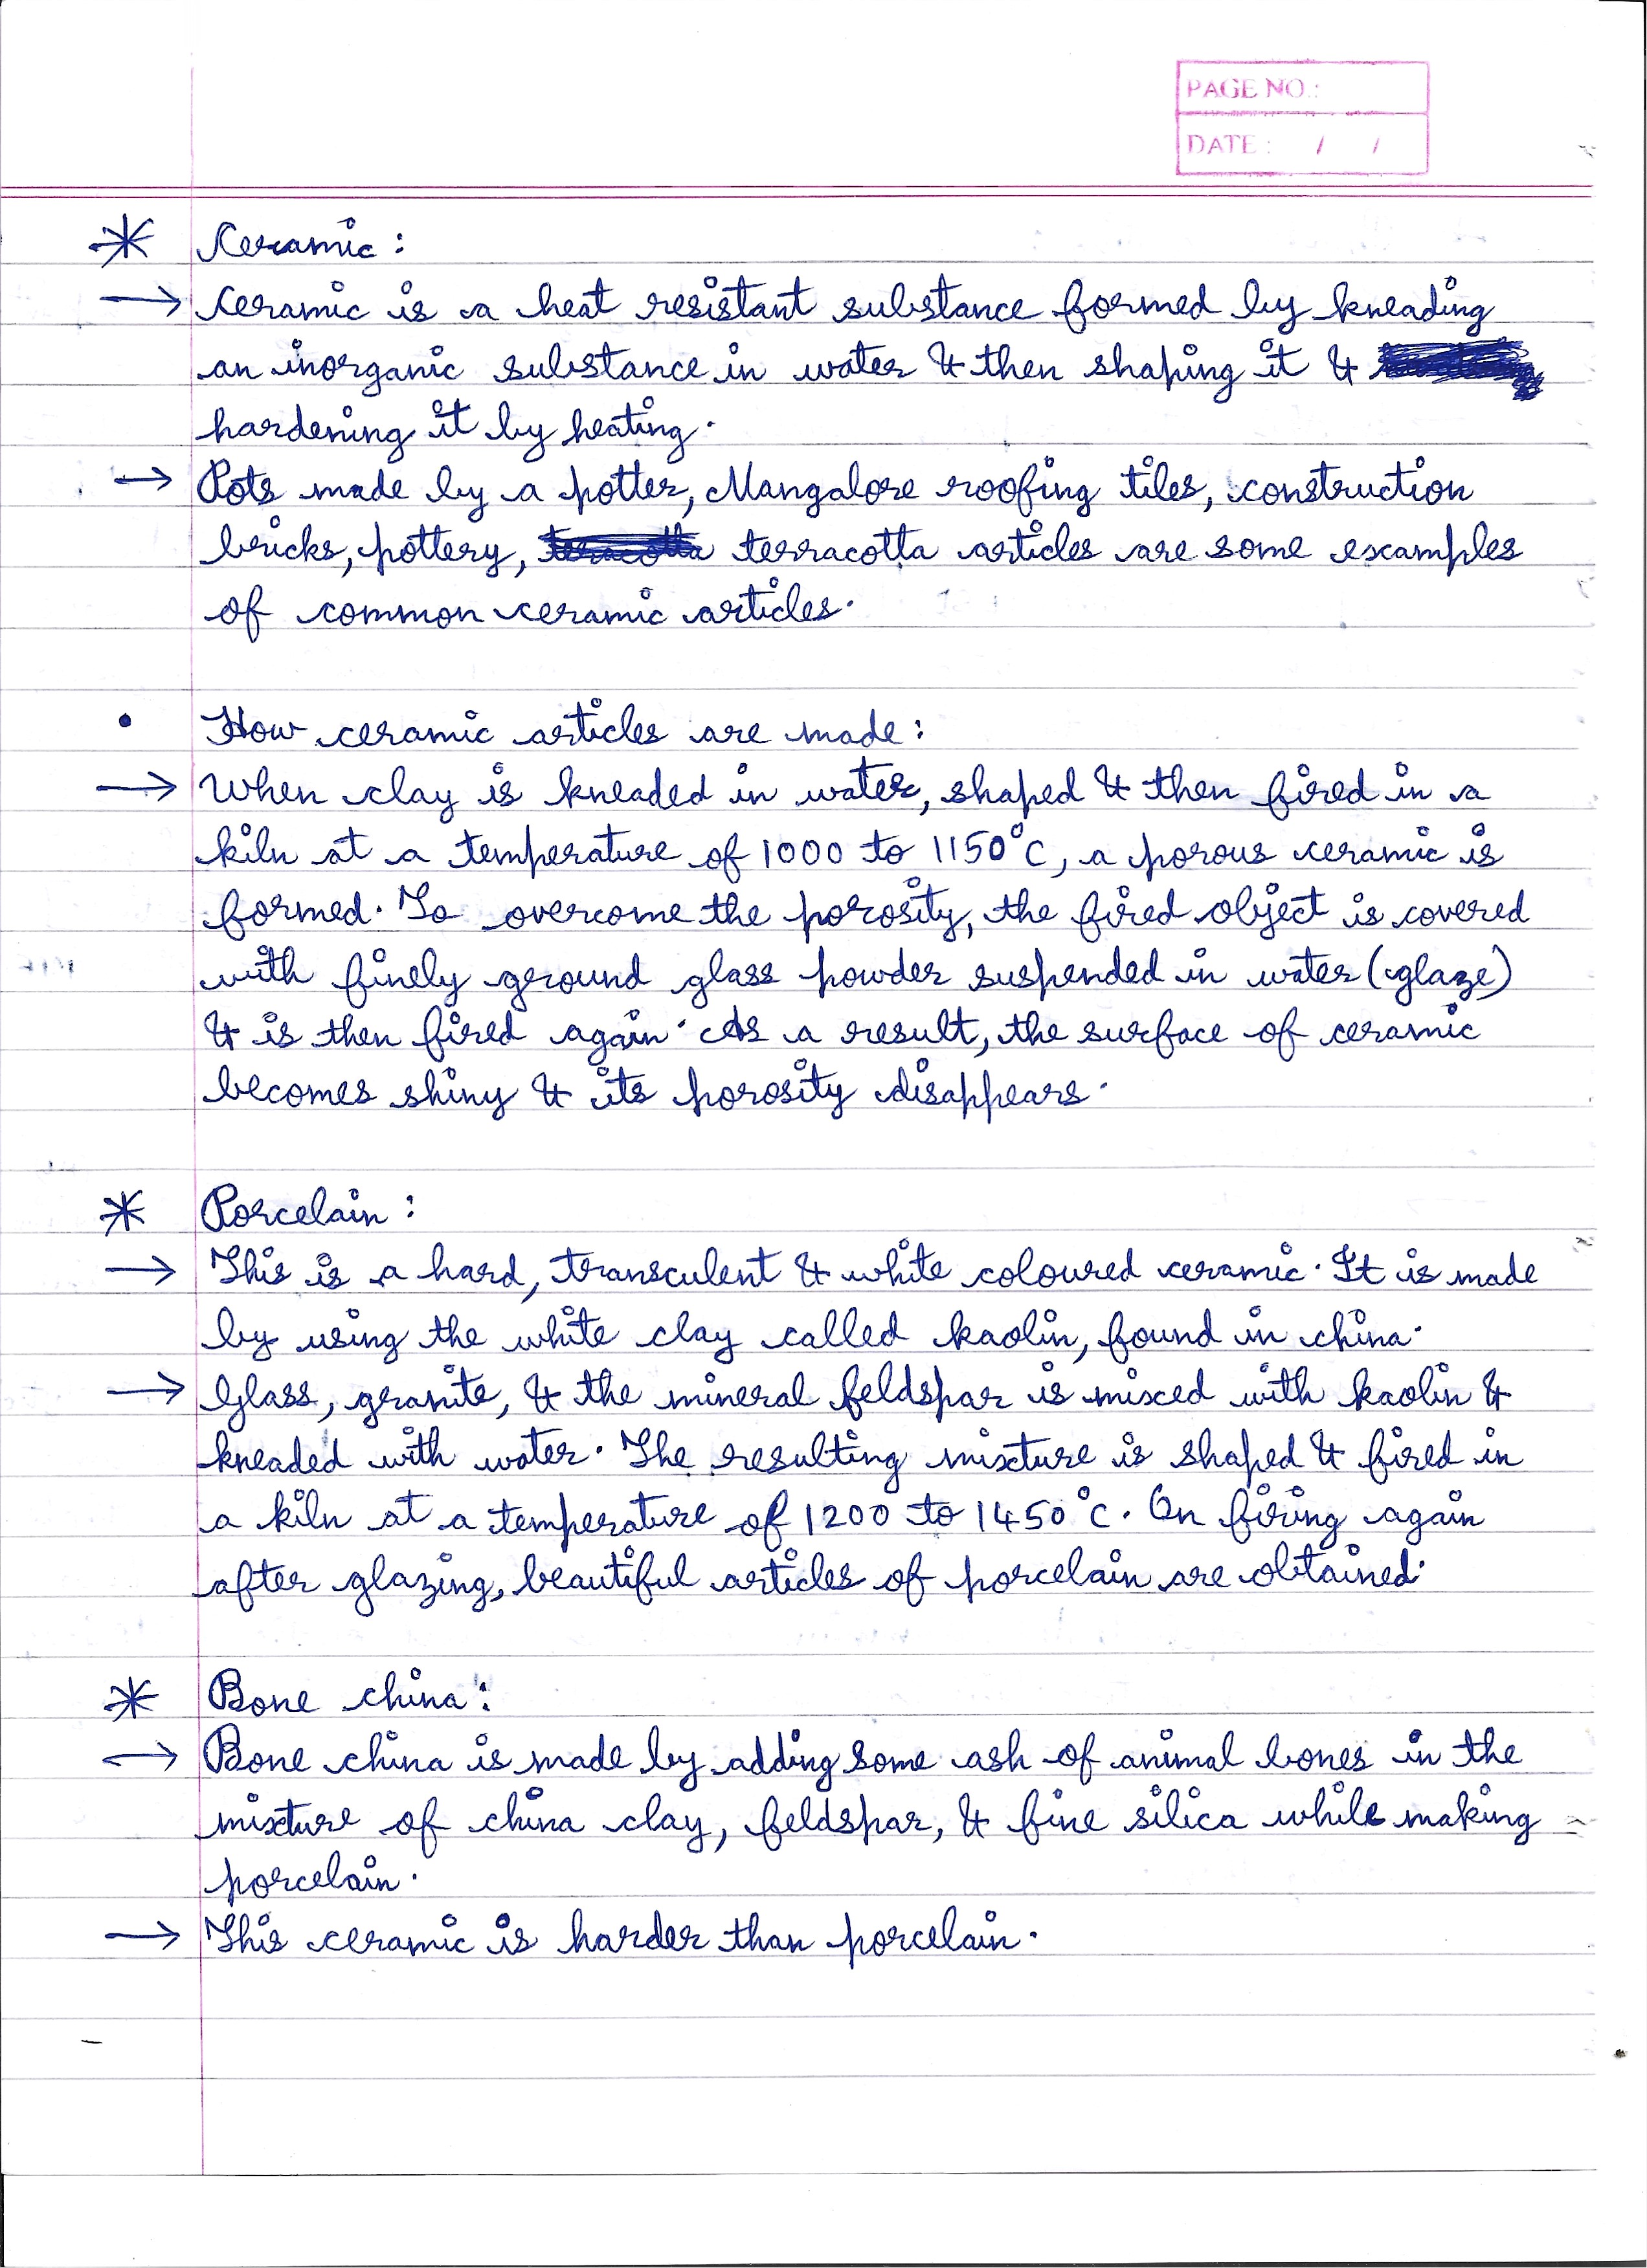 PAGE NO.:
DATE: / /
* Ceramic:
→ Ceramic is a heat resistant substance formed by kneading
an inorganic substance in water & then shaping it &
hardening it by heating.
→ Pots made by a potter, Mangalore roofing tiles, construction
bricks, pottery, teracotta terracotta articles are some examples
of common ceramic articles.
• How ceramic articles are made:
→ When clay is kneaded in water, shaped & then fired in a
kiln at a temperature of 1000 to 1150°C, a porous ceramic is
formed. To overcome the porosity, the fired object is covered
with finely ground glass powder suspended in water (glaze)
& is then fired again. As a result, the surface of ceramic
becomes shiny & its porosity disappears.
* Porcelain:
→ This is a hard, transculent & white coloured ceramic. It is made
by using the white clay called kaolin, found in china.
→ Glass, granite, & the mineral feldspar is mixed with kaolin &
kneaded with water. The resulting mixture is shaped & fired in
a kiln at a temperature of 1200 to 1450°C. On firing again
after glazing, beautiful articles of porcelain are obtained.
* Bone china:
→ Bone china is made by adding some ash of animal bones in the
mixture of china clay, feldspar, & fine silica while making
porcelain.
→ This ceramic is harder than porcelain.